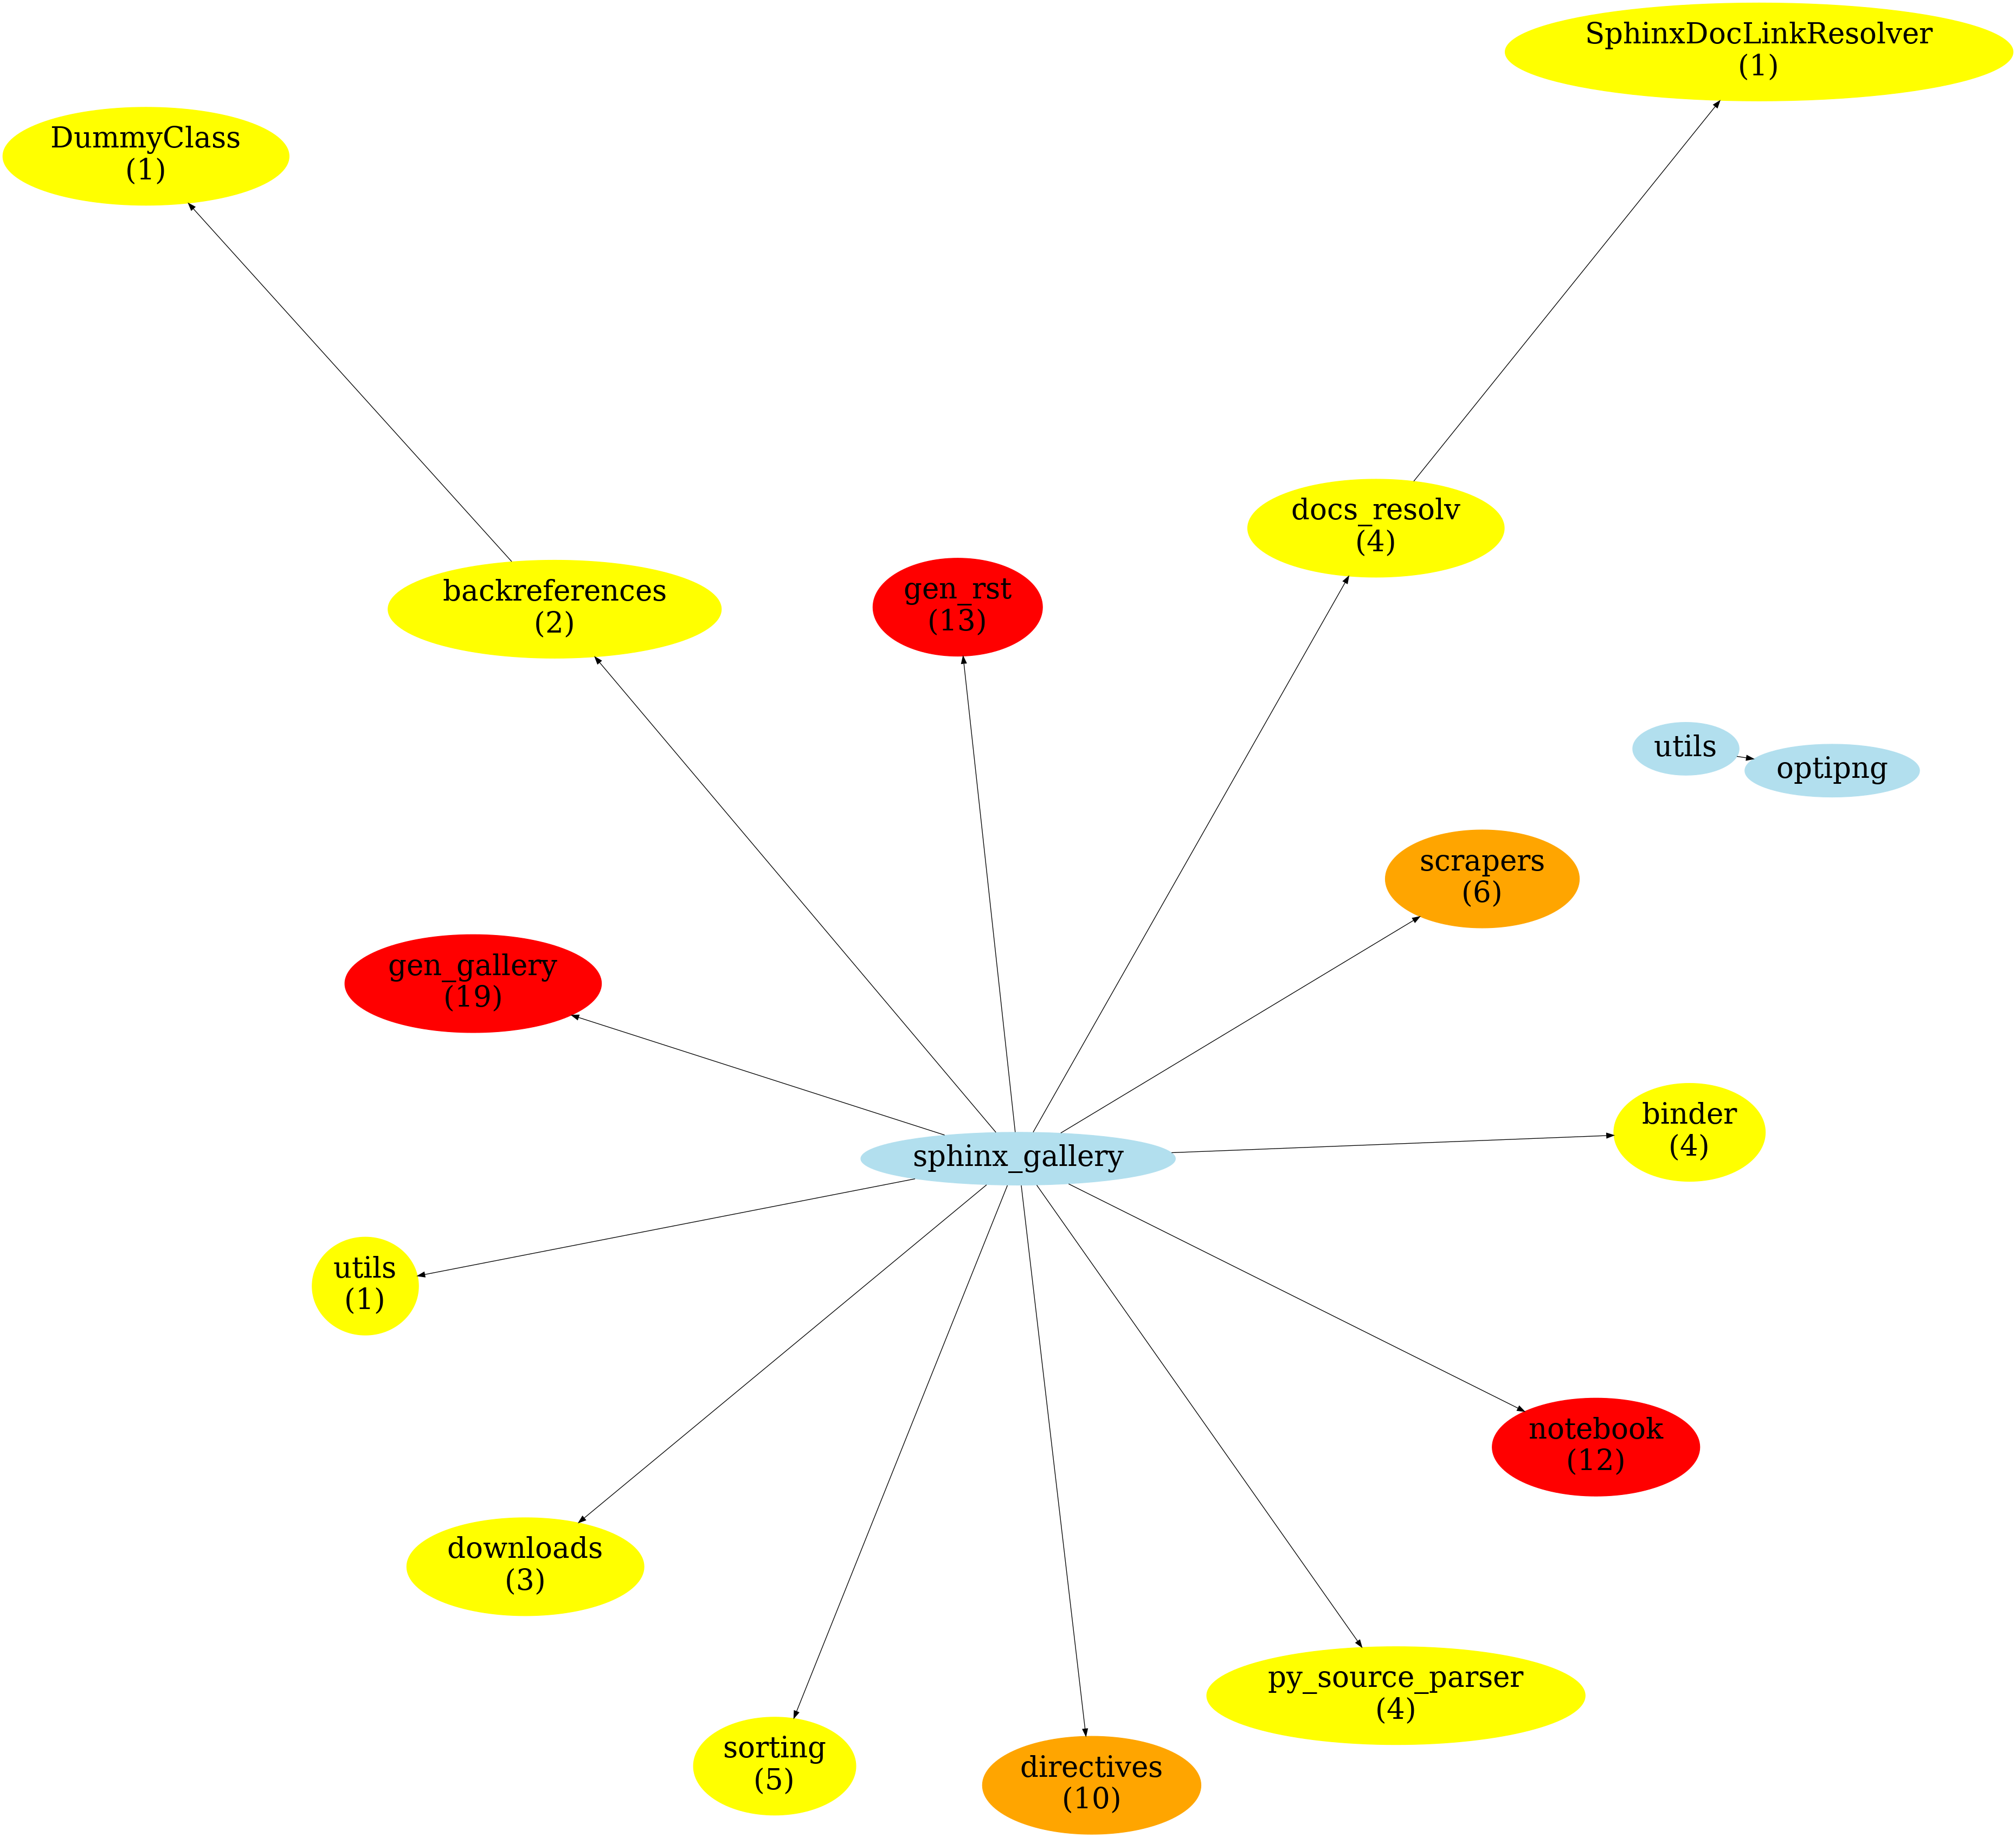 SphinxDocLinkResolver
(1)
DummyClass
(1)
docs_resolv
(4)
backreferences
(2)
gen_rst
(13)
utils
optipng
scrapers
(6)
gen_gallery
(19)
binder
(4)
sphinx_gallery
utils
(1)
notebook
(12)
downloads
(3)
py_source_parser
(4)
sorting
(5)
directives
(10)